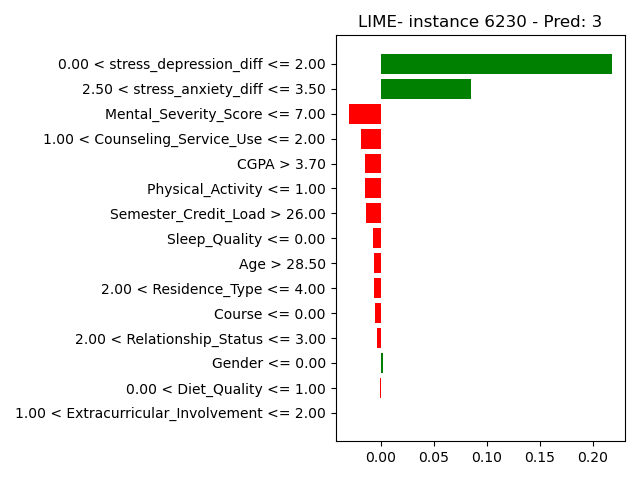 LIME- instance 6230 - Pred: 3
0.00 < stress_depression_diff <= 2.00
2.50 < stress_anxiety_diff <= 3.50
Mental_Severity_Score <= 7.00
1.00 < Counseling_Service_Use <= 2.00
CGPA > 3.70
Physical_Activity <= 1.00
Semester_Credit_Load > 26.00
Sleep_Quality <= 0.00
Age > 28.50
2.00 < Residence_Type <= 4.00
Course <= 0.00
2.00 < Relationship_Status <= 3.00
Gender <= 0.00
0.00 < Diet_Quality <= 1.00
1.00 < Extracurricular_Involvement <= 2.00
0.00 0.05 0.10 0.15 0.20